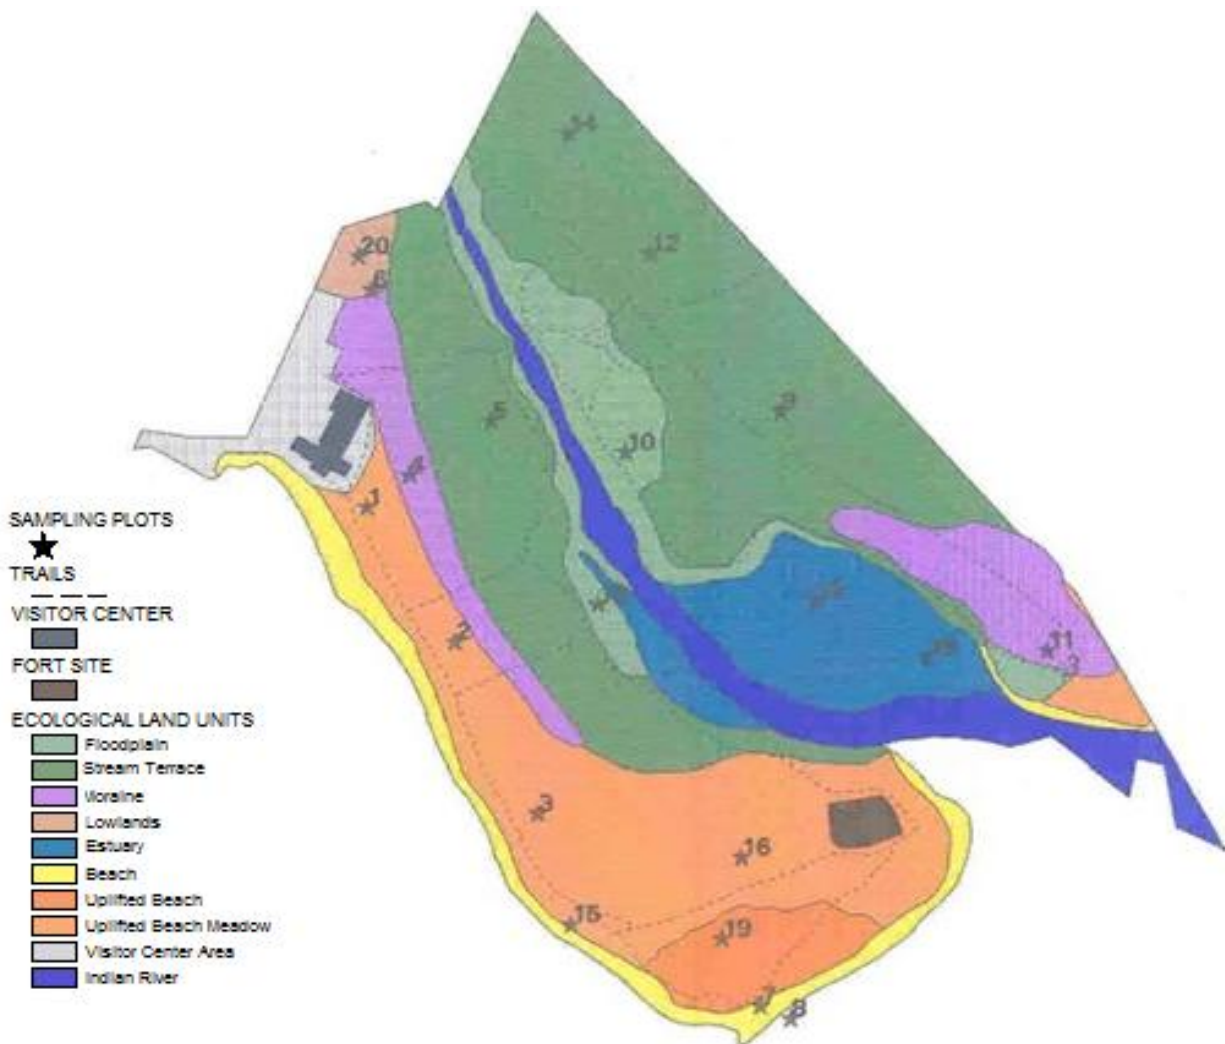 14
20
12
6
5
9
10
4
1
SAMPLING PLOTS
TRAILS
VISITOR CENTER
11
2
FORT SITE
ECOLOGICAL LAND UNITS
Floodplain
Stream Terrace
Moraine
Lowlands
3
Estuary
16
Beach
Uplifted Beach
15
Uplifted Beach Meadow
19
Visitor Center Area
Indian River
7
8